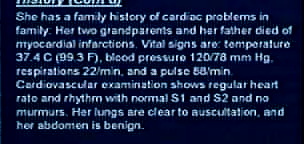 History (Cont'd)
She has a family history of cardiac problems in
family. Her two grandparents and her father died of
myocardial infarctions. Vital signs are: temperature
37.4 C (99.3 F), blood pressure 120/78 mm Hg,
respirations 22/min, and a pulse 88/min.
Cardiovascular examination shows regular heart
rate and rhythm with normal S1 and S2 and no
murmurs. Her lungs are clear to auscultation, and
her abdomen is benign.